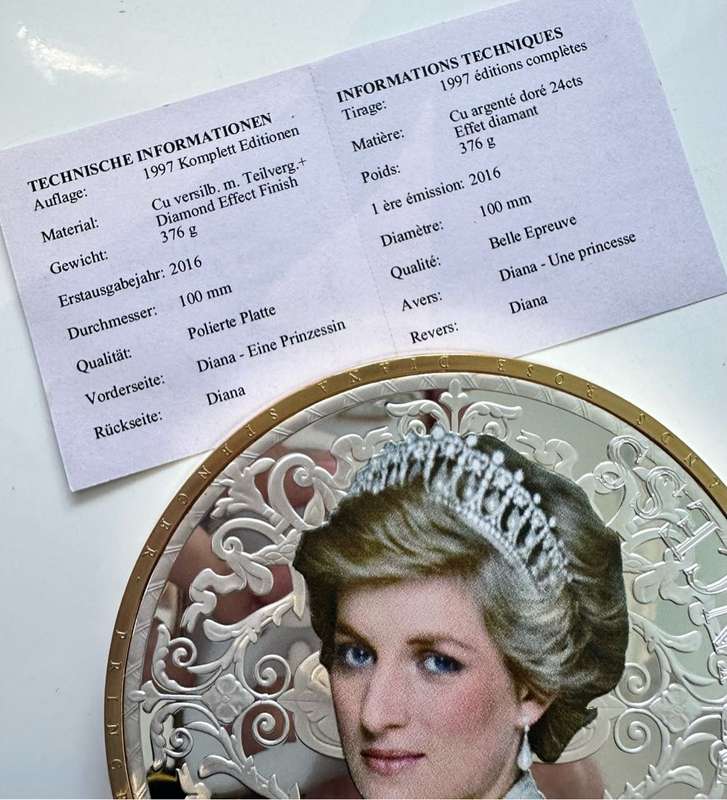 TECHNISCHE INFORMATIONEN
Auflage: 1997 Komplett Editionen
Material: Cu versilb. m. Teilverg.+
Diamond Effect Finish
Gewicht: 376 g
Erstausgabejahr: 2016
Durchmesser: 100 mm
Qualität: Polierte Platte
Vorderseite: Diana - Eine Prinzessin
Rückseite: Diana
INFORMATIONS TECHNIQUES
Tirage: 1997 éditions complètes
Matière: Cu argenté doré 24cts
Effet diamant
Poids: 376 g
1 ère émission: 2016
Diamètre: 100 mm
Qualité: Belle Epreuve
Avers: Diana - Une princesse
Revers: Diana
DIANA SPENCER